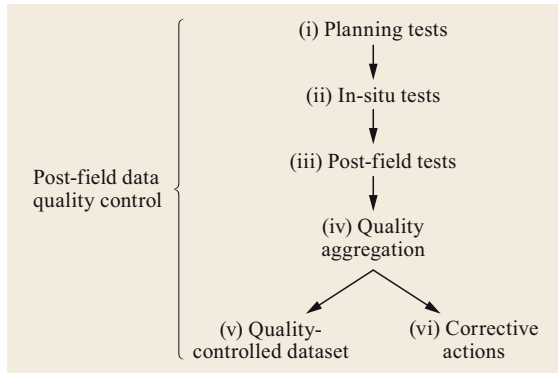 (i) Planning tests
(ii) In-situ tests
(iii) Post-field tests
Post-field data
quality control
(iv) Quality
aggregation
(v) Quality-
controlled dataset
(vi) Corrective
actions